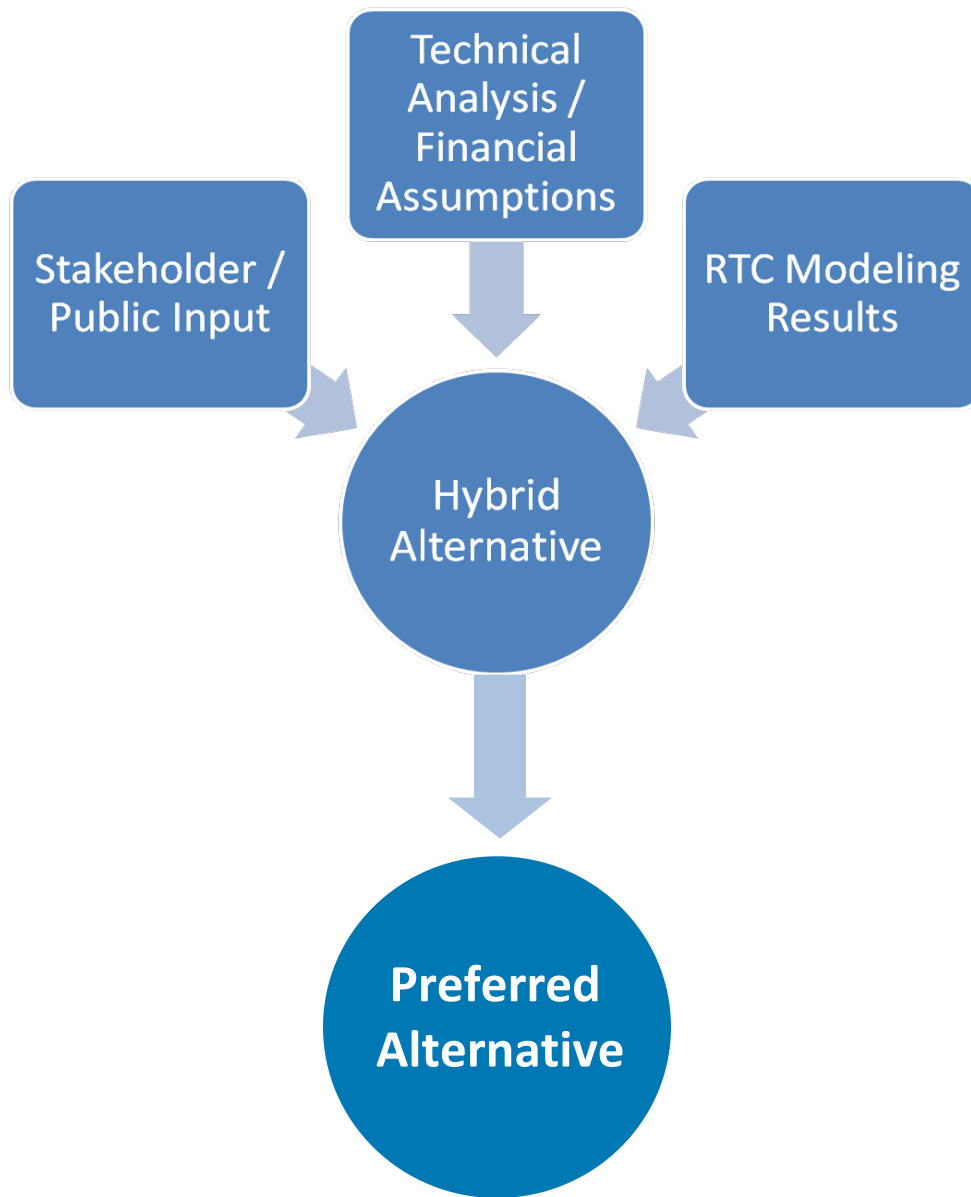 Technical
Analysis /
Financial
Assumptions
Stakeholder /
Public Input
RTC Modeling
Results
Hybrid
Alternative
Preferred
Alternative